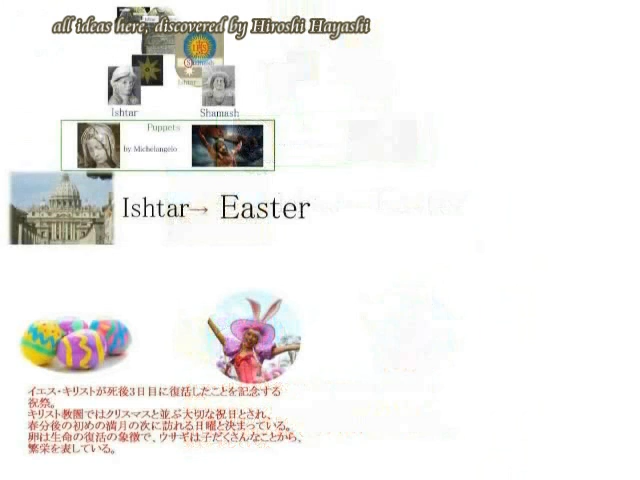 all ideas here, discovered by Hiroshi Hayashi
Ishtar
Shamash
Puppets
by Michelangelo
Ishtar→ Easter
イエス・キリストが死後3日目に復活したことを記念する
祝祭。
キリスト教圏ではクリスマスと並ぶ大切な祝日とされ、
春分後の初めの満月の次に訪れる日曜と決まっている。
卵は生命の復活の象徴で、ウサギは子だくさんなことから、
繁栄を表している。